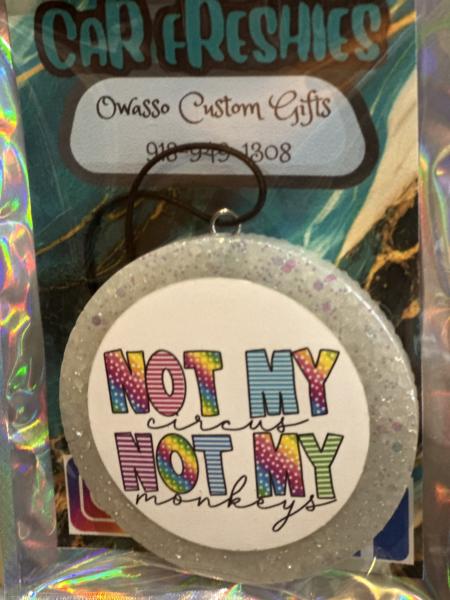 CAR FRESHIES
Owasso Custom Gifts
918-949-1308
NOT MY
circus
NOT MY
monkeys